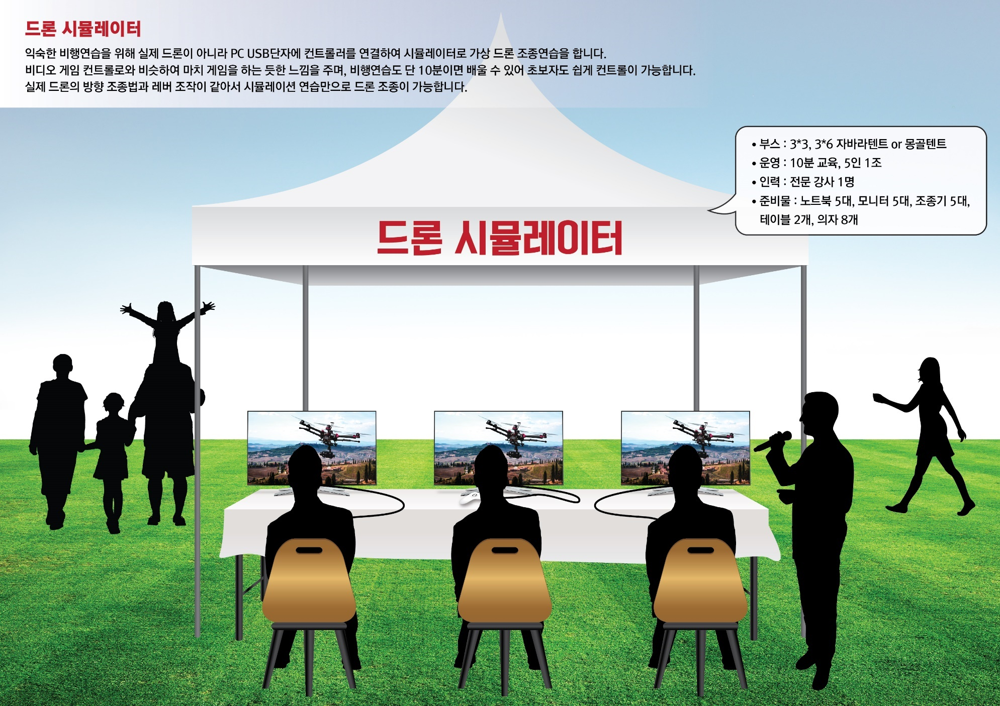 드론 시뮬레이터
익숙한 비행연습을 위해 실제 드론이 아니라 PC USB단자에 컨트롤러를 연결하여 시뮬레이터로 가상 드론 조종연습을 합니다.
비디오 게임 컨트롤로와 비슷하여 마치 게임을 하는 듯한 느낌을 주며, 비행연습도 단 10분이면 배울 수 있어 초보자도 쉽게 컨트롤이 가능합니다.
실제 드론의 방향 조종법과 레버 조작이 같아서 시뮬레이션 연습만으로 드론 조종이 가능합니다.
• 부스 : 3*3, 3*6 자바라텐트 or 몽골텐트
• 운영 : 10분 교육, 5인 1조
• 인력 : 전문 강사 1명
• 준비물 : 노트북 5대, 모니터 5대, 조종기 5대,
테이블 2개, 의자 8개
드론 시뮬레이터